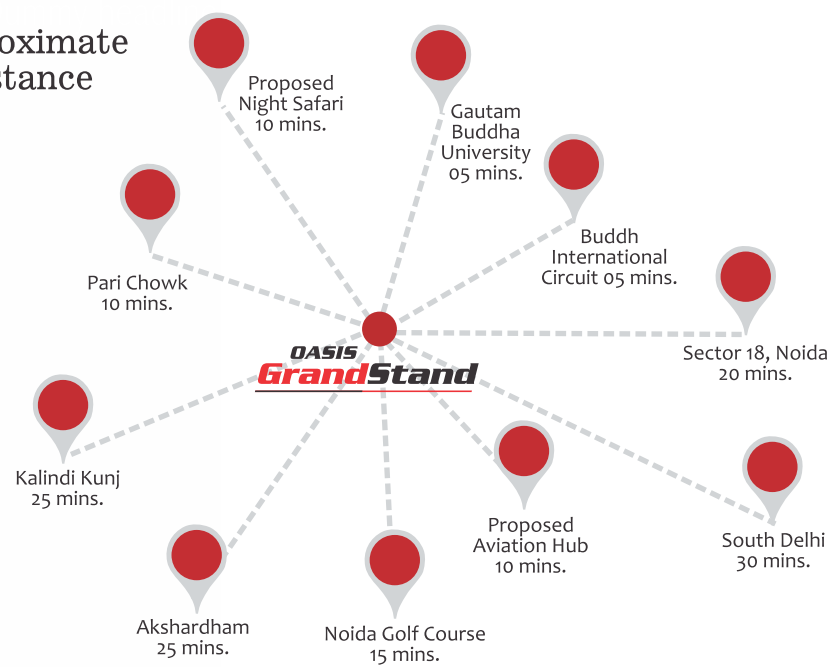 oximate
stance
Proposed
Night Safari
10 mins.
Gautam
Buddha
University
05 mins.
Buddh
International
Circuit 05 mins.
Pari Chowk
10 mins.
Sector 18, Noida
20 mins.
OASIS
GrandStand
Kalindi Kunj
25 mins.
Proposed
Aviation Hub
10 mins.
South Delhi
30 mins.
Akshardham
25 mins.
Noida Golf Course
15 mins.